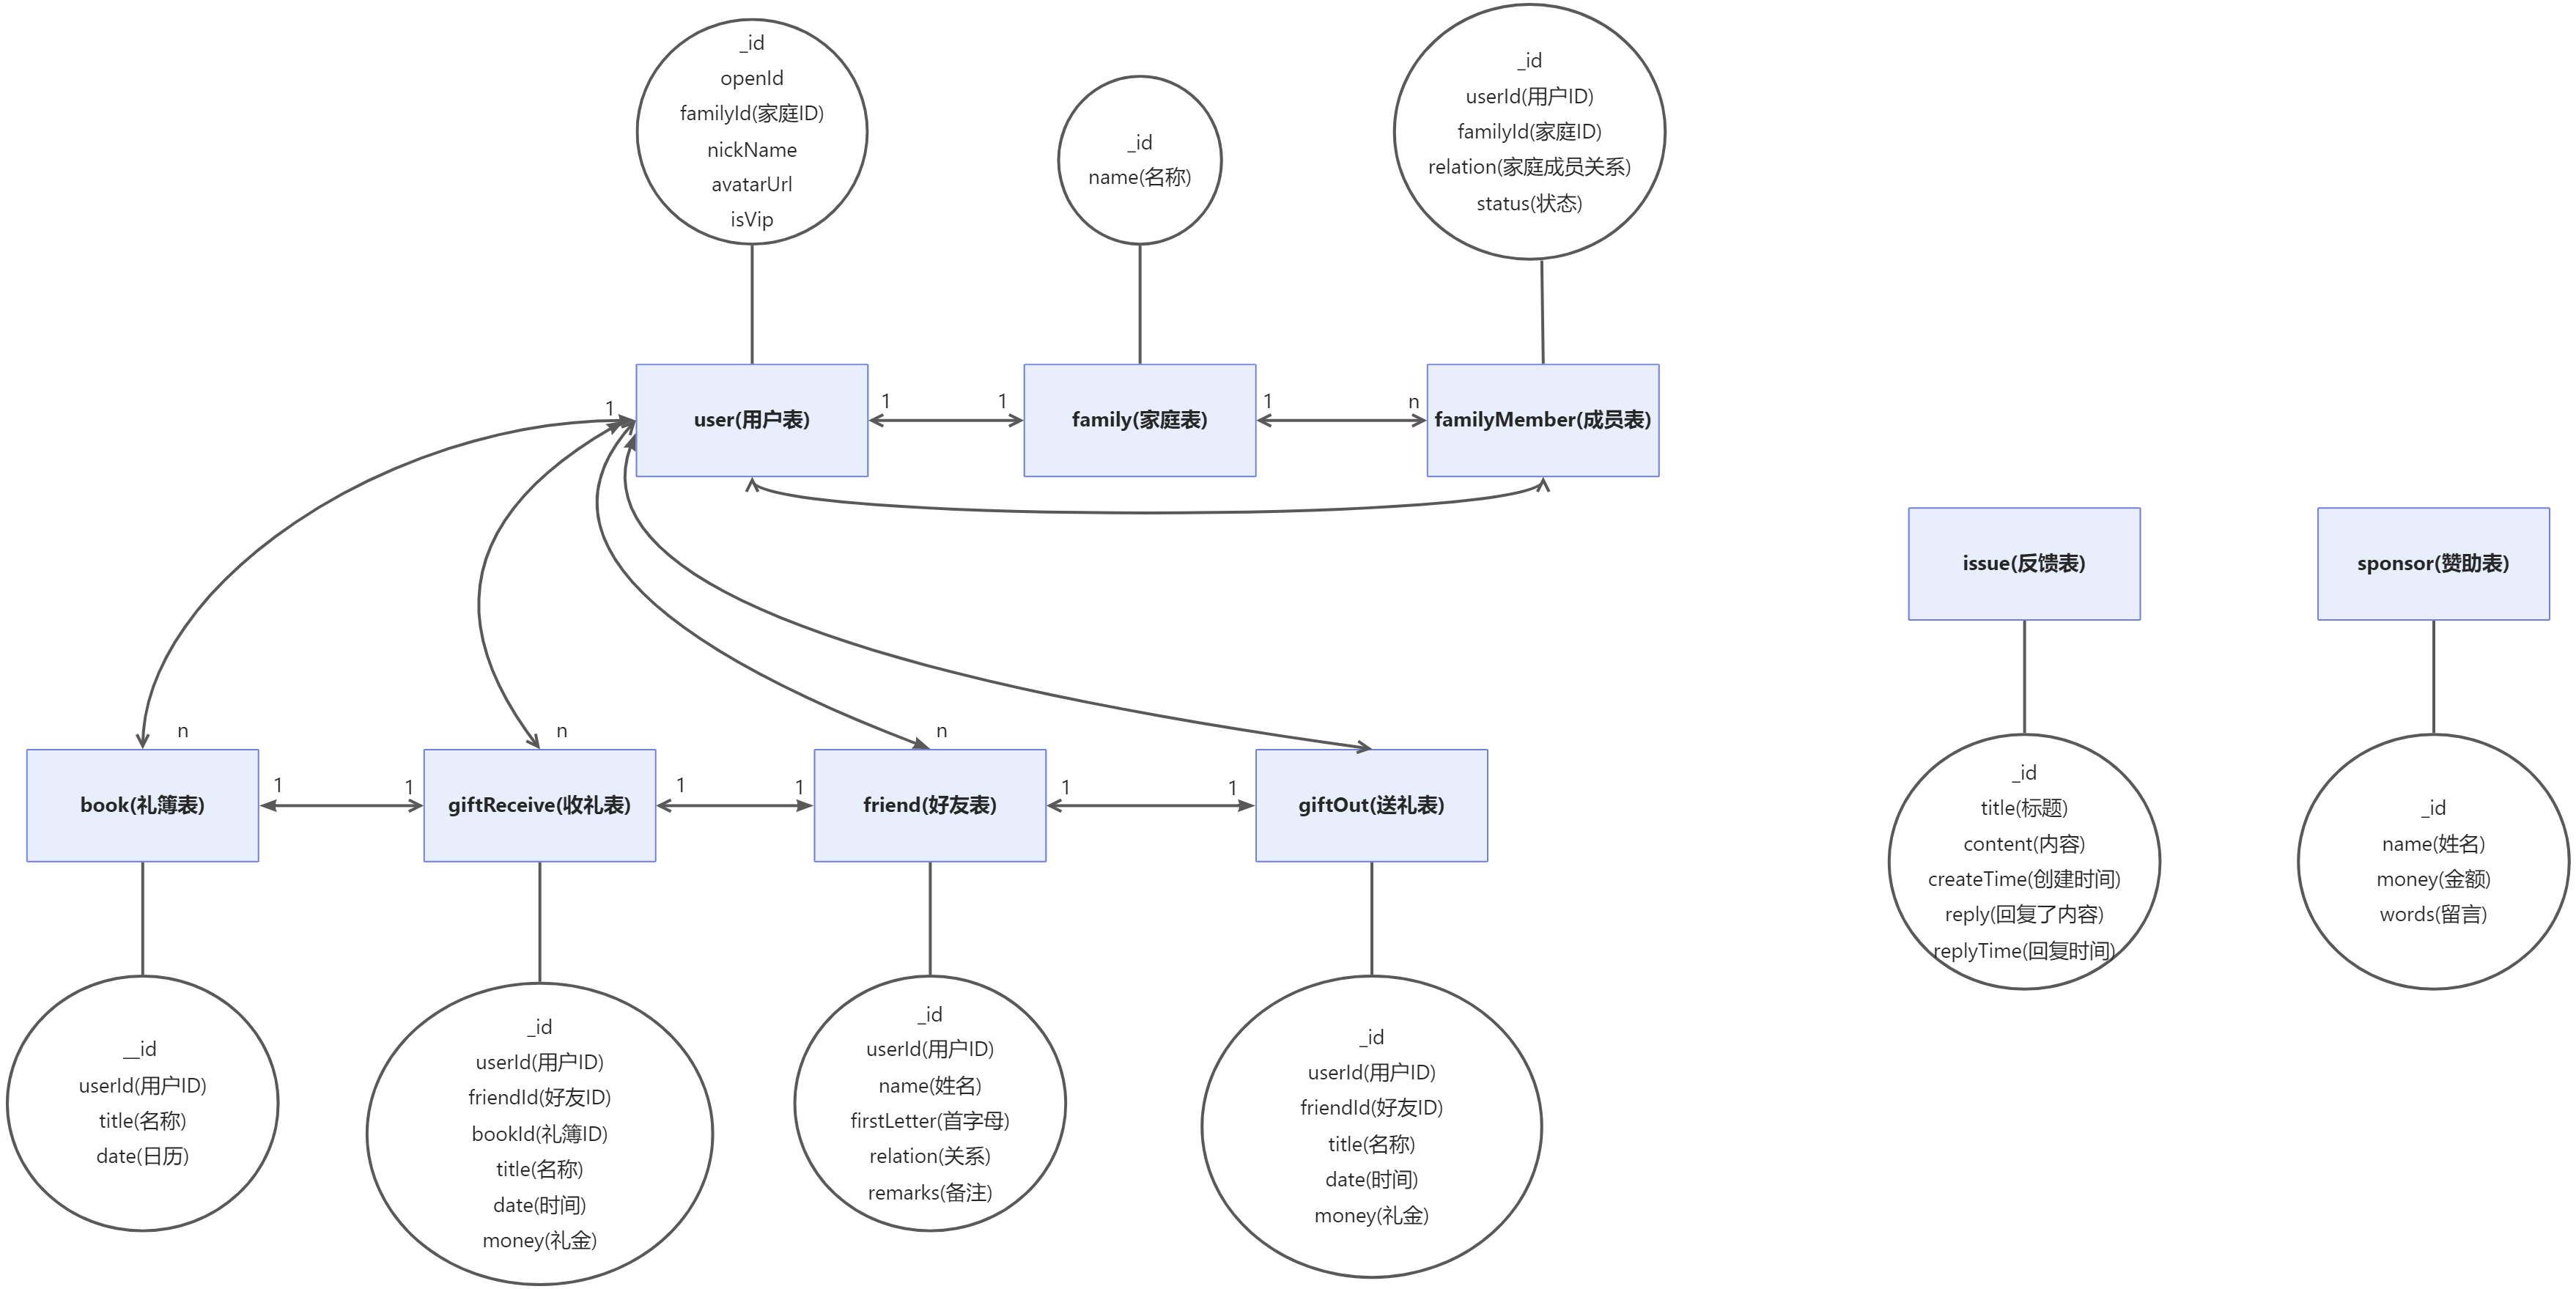 _id
openId
familyId(家庭ID)
nickName
avatarUrl
isVip
_id
name(名称)
_id
userId(用户ID)
familyId(家庭ID)
relation(家庭成员关系)
status(状态)
1
user(用户表)
1
1
family(家庭表)
1
n
familyMember(成员表)
issue(反馈表)
sponsor(赞助表)
n
n
n
book(礼簿表)
1
1
giftReceive(收礼表)
1
1
friend(好友表)
1
1
giftOut(送礼表)
__id
userId(用户ID)
title(名称)
date(日历)
_id
userId(用户ID)
friendId(好友ID)
bookId(礼簿ID)
title(名称)
date(时间)
money(礼金)
_id
userId(用户ID)
name(姓名)
firstLetter(首字母)
relation(关系)
remarks(备注)
_id
userId(用户ID)
friendId(好友ID)
title(名称)
date(时间)
money(礼金)
_id
title(标题)
content(内容)
createTime(创建时间)
reply(回复了内容)
replyTime(回复时间)
_id
name(姓名)
money(金额)
words(留言)